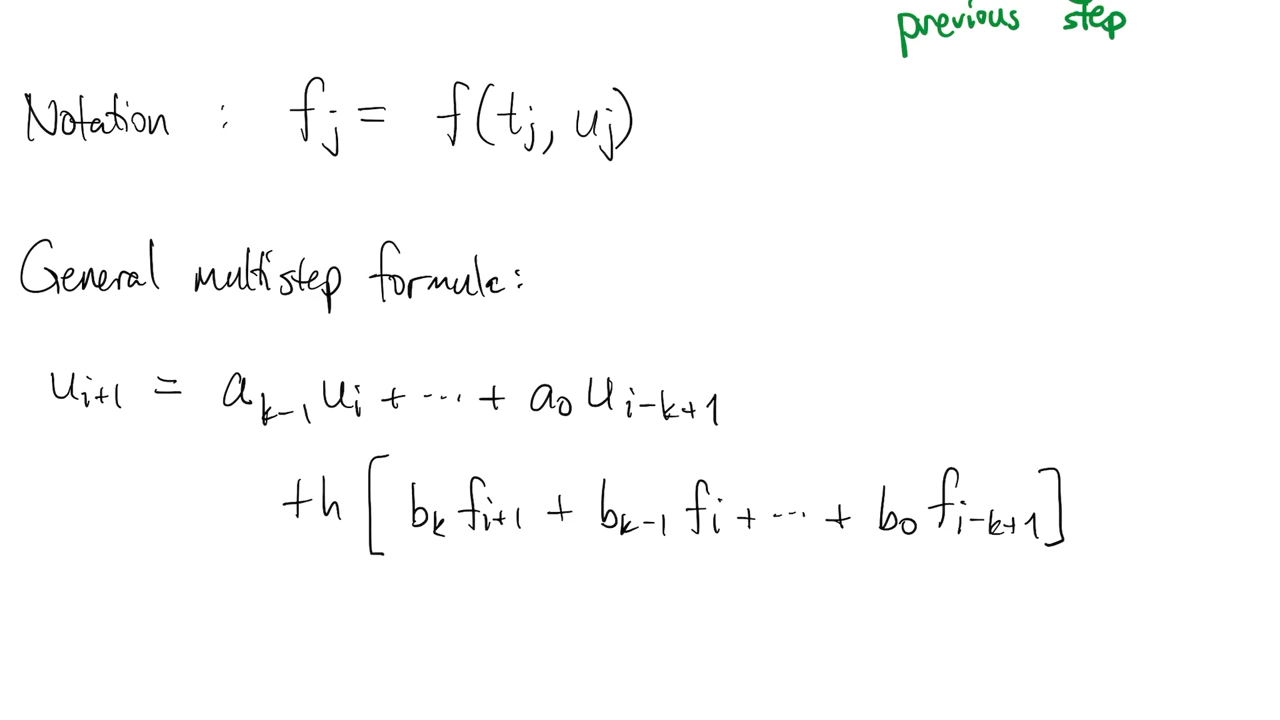 previous step
Notation : f_j = f(t_j, u_j)
General multistep formula:
u_{i+1} = a_{k-1} u_i + ⋯ + a_0 u_{i-k+1}
+h [ b_k f_{i+1} + b_{k-1} f_i + ⋯ + b_0 f_{i-k+1} ]